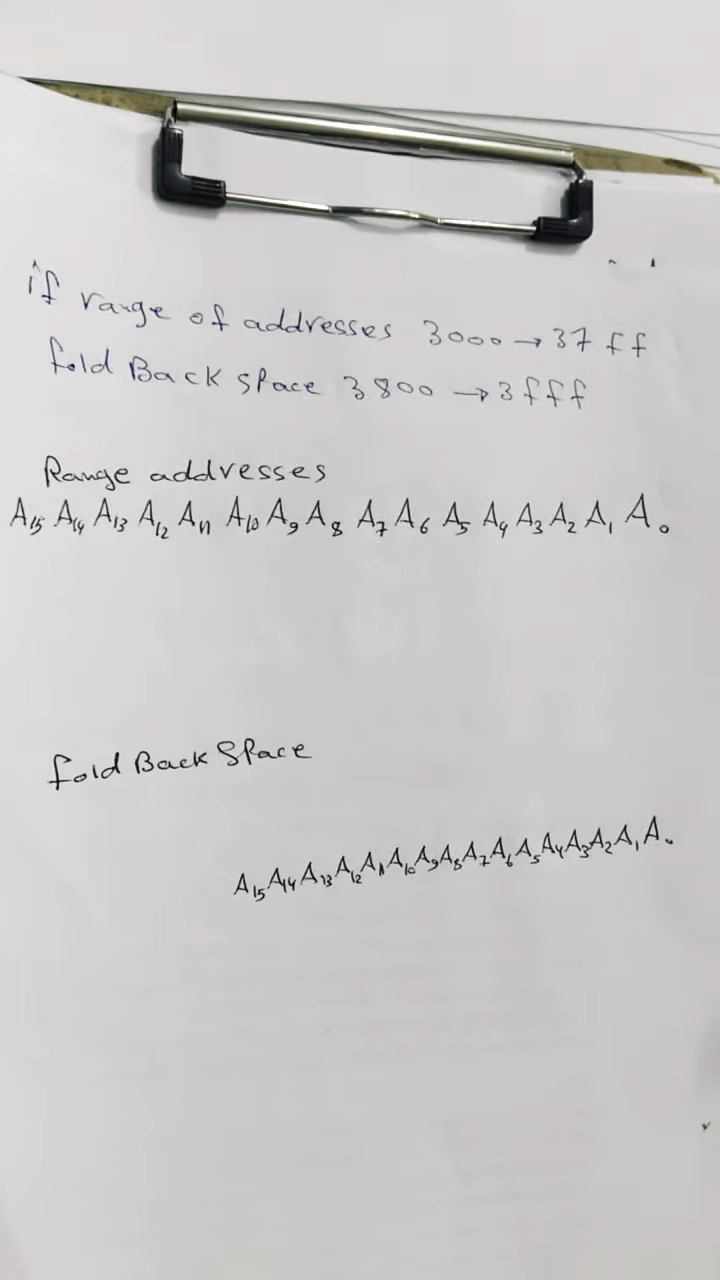 if range of addresses 3000 → 37ff
fold Back space 3800 → 3fff
Range addresses
A15 A14 A13 A12 A11 A10 A9 A8 A7 A6 A5 A4 A3 A2 A1 A0
fold Back Space
A15 A14 A13 A12 A11 A10 A9 A8 A7 A6 A5 A4 A3 A2 A1 A0